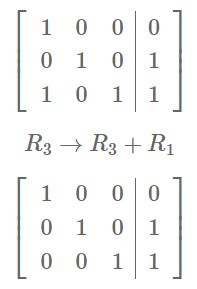 1 0 0 | 0
0 1 0 | 1
1 0 1 | 1
R₃ → R₃ + R₁
1 0 0 | 0
0 1 0 | 1
0 0 1 | 1